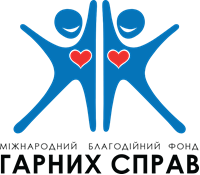 МІЖНАРОДНИЙ БЛАГОДІЙНИЙ ФОНД
ГАРНИХ СПРАВ